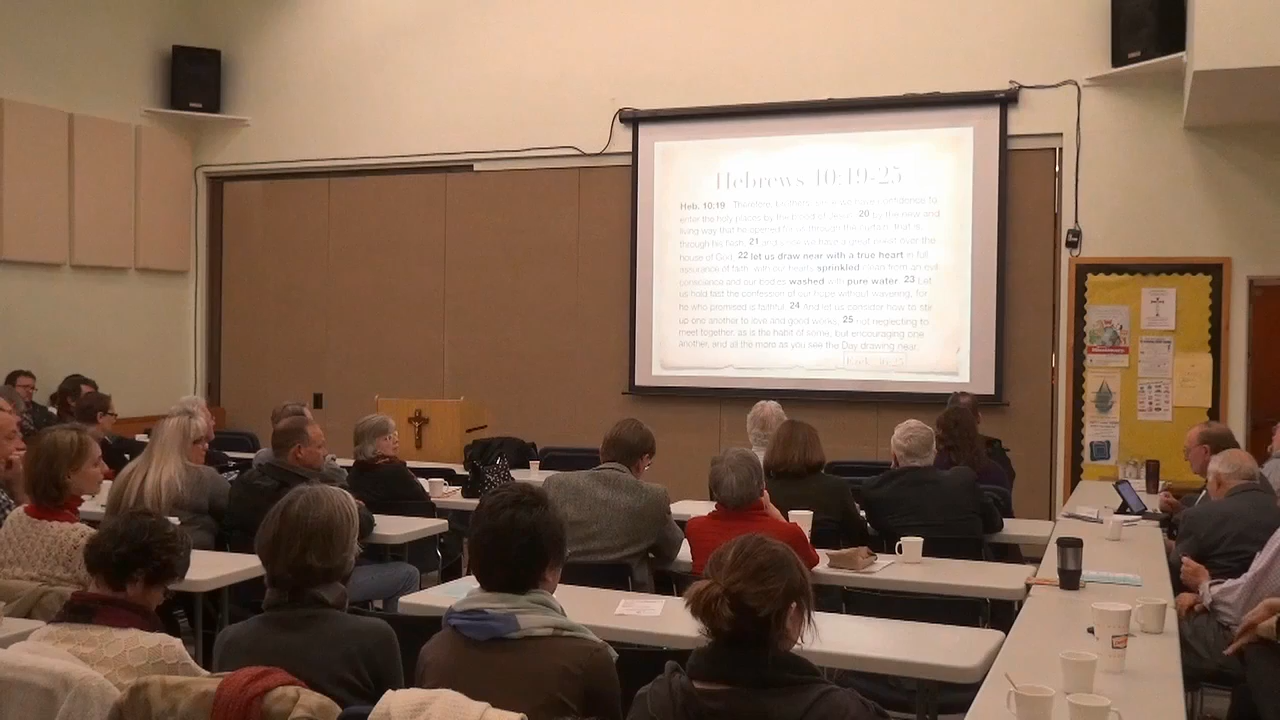 Hebrews 10:19-25
Heb. 10:19 Therefore, brothers, since we have confidence to
enter the holy places by the blood of Jesus, 20 by the new and
living way that he opened for us through the curtain, that is,
through his flesh, 21 and since we have a great priest over the
house of God, 22 let us draw near with a true heart in full
assurance of faith, with our hearts sprinkled clean from an evil
conscience and our bodies washed with pure water. 23 Let
us hold fast the confession of our hope without wavering, for
he who promised is faithful. 24 And let us consider how to stir
up one another to love and good works, 25 not neglecting to
meet together, as is the habit of some, but encouraging one
another, and all the more as you see the Day drawing near.